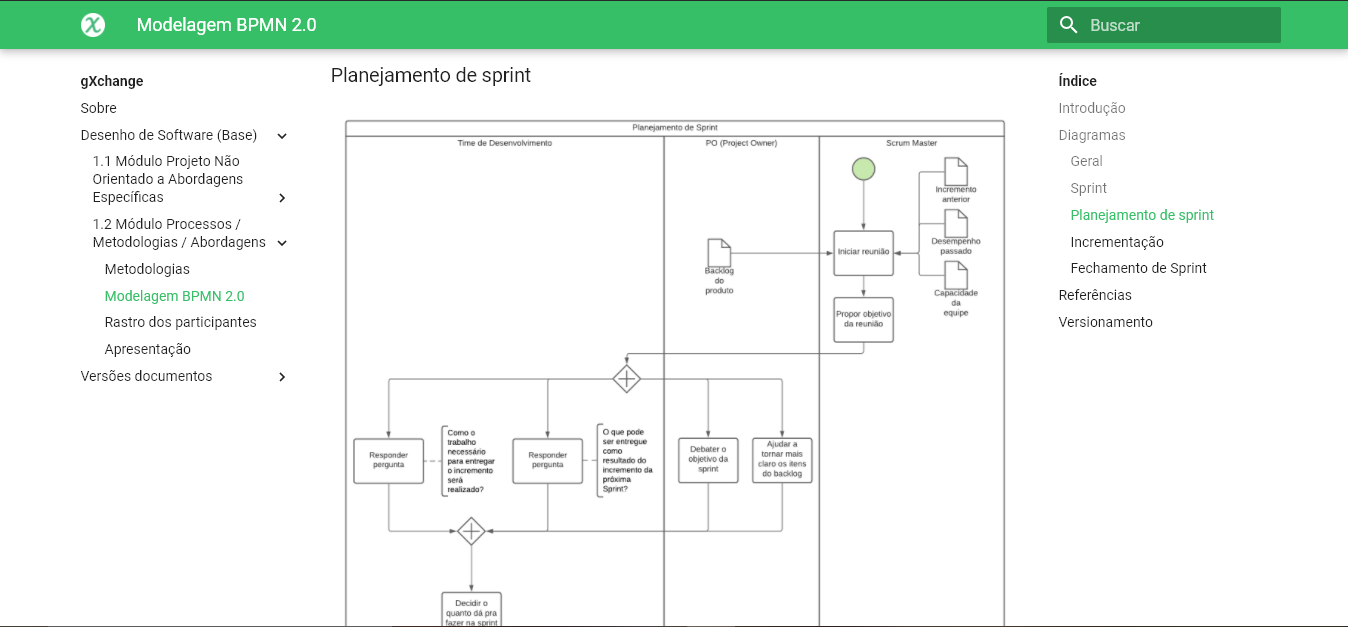 Modelagem BPMN 2.0
Buscar
gXchange
Sobre
Desenho de Software (Base)
1.1 Módulo Projeto Não
Orientado a Abordagens
Específicas
1.2 Módulo Processos /
Metodologias / Abordagens
Metodologias
Modelagem BPMN 2.0
Rastro dos participantes
Apresentação
Versões documentos
Planejamento de sprint
Planejamento de Sprint
Time de Desenvolvimento
PO (Project Owner)
Scrum Master
Incremento
anterior
Desempenho
passado
Capacidade
da
equipe
Iniciar reunião
Backlog
do
produto
Propor objetivo
da reunião
Responder
pergunta
Como o
trabalho
necessário
para entregar
o incremento
será
realizado?
Responder
pergunta
O que pode
ser entregue
como
resultado do
incremento da
próxima
Sprint?
Debater o
objetivo da
sprint
Ajudar a
tornar mais
claro os itens
do backlog
Decidir o
quanto dá pra
fazer na sprint
Índice
Introdução
Diagramas
Geral
Sprint
Planejamento de sprint
Incrementação
Fechamento de Sprint
Referências
Versionamento